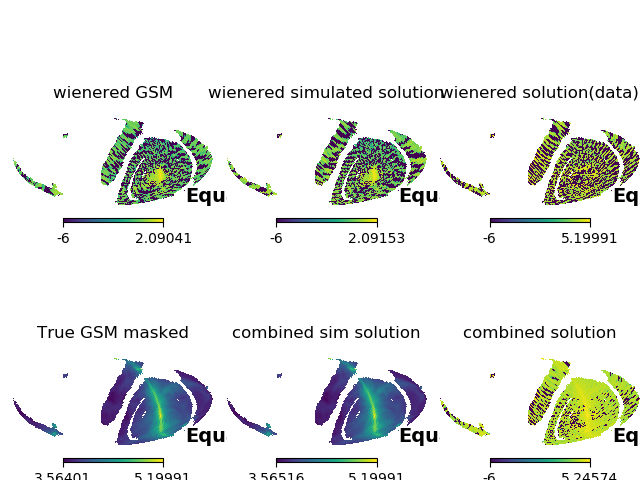 wienered GSM
wienered simulated solution
wienered solution(data)
Equ
Equ
Eq
-6 2.09041
-6 2.09153
-6 5.19991
True GSM masked
combined sim solution
combined solution
Equ
Equ
Eq
3.56401 5.19991
3.56516 5.19991
-6 5.24574